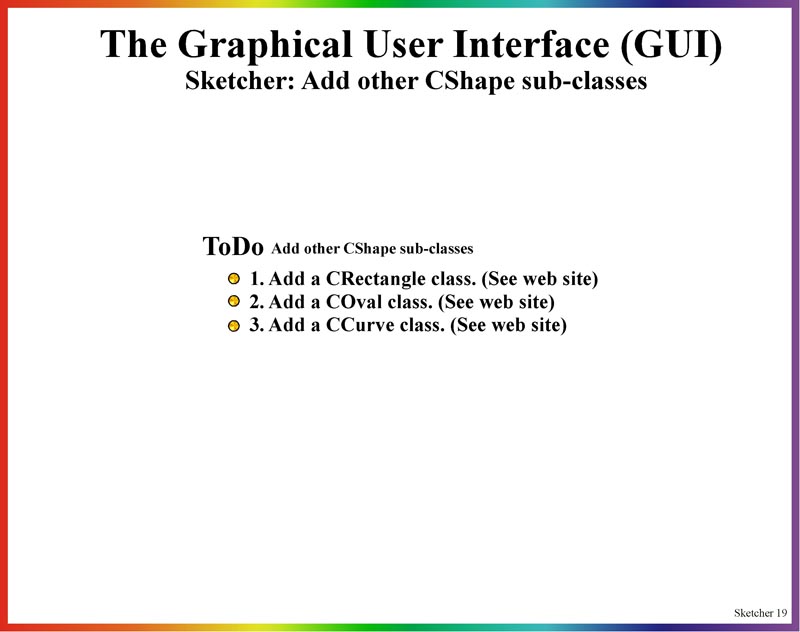 The Graphical User Interface (GUI)
Sketcher: Add other CShape sub-classes
ToDo Add other CShape sub-classes
1. Add a CRectangle class. (See web site)
2. Add a COval class. (See web site)
3. Add a CCurve class. (See web site)
Sketcher 19